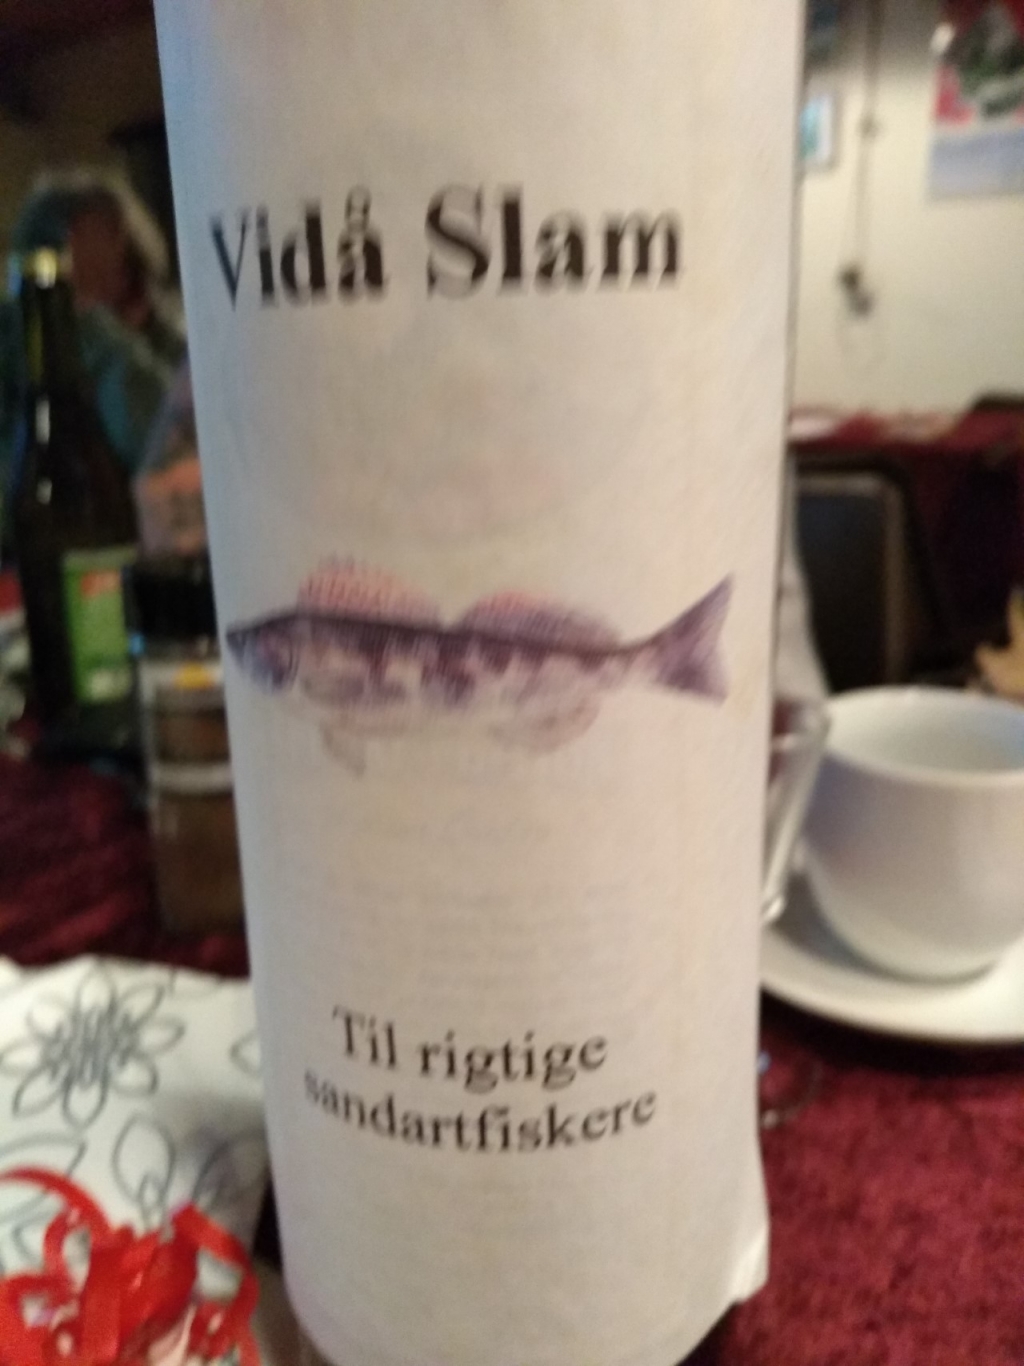 Vidå Slam
Til rigtige
sandartfiskere